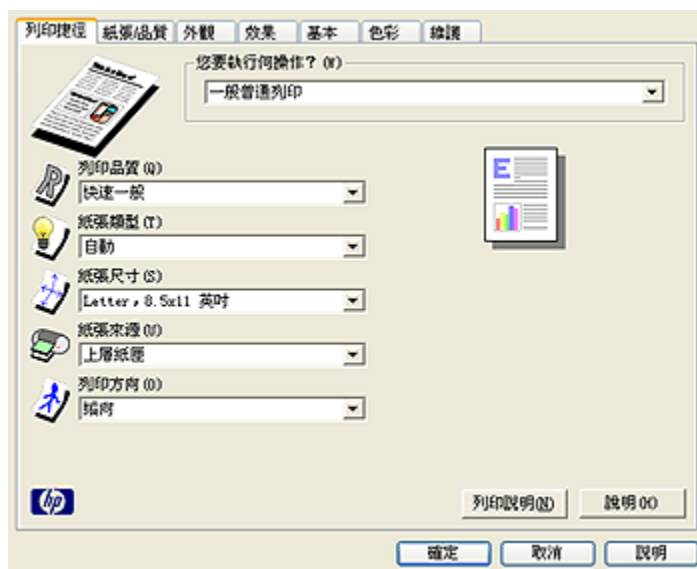 列印捷徑 紙張/品質 外觀 效果 基本 色彩 維護
您要執行何操作? (W)
一般普通列印
列印品質 (Q)
快速一般
紙張類型 (T)
自動
紙張尺寸 (S)
Letter，8.5x11 英吋
紙張來源 (U)
上層紙匣
列印方向 (O)
縱向
E
hp
列印說明(N) 說明 (K)
確定 取消 說明